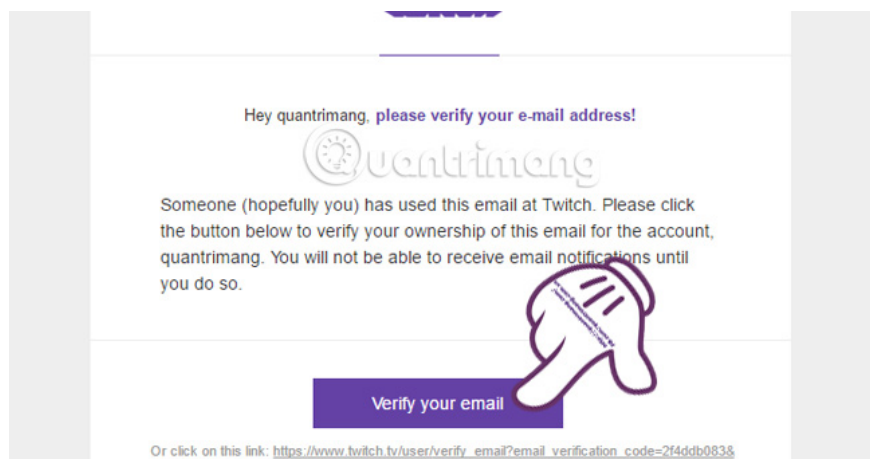 Hey quantrimang, please verify your e-mail address!
Quantrimang
Someone (hopefully you) has used this email at Twitch. Please click
the button below to verify your ownership of this email for the account,
quantrimang. You will not be able to receive email notifications until
you do so.
Verify your email
Or click on this link: https://www.twitch.tv/user/verify_email?email_verification_code=2f4ddb083&